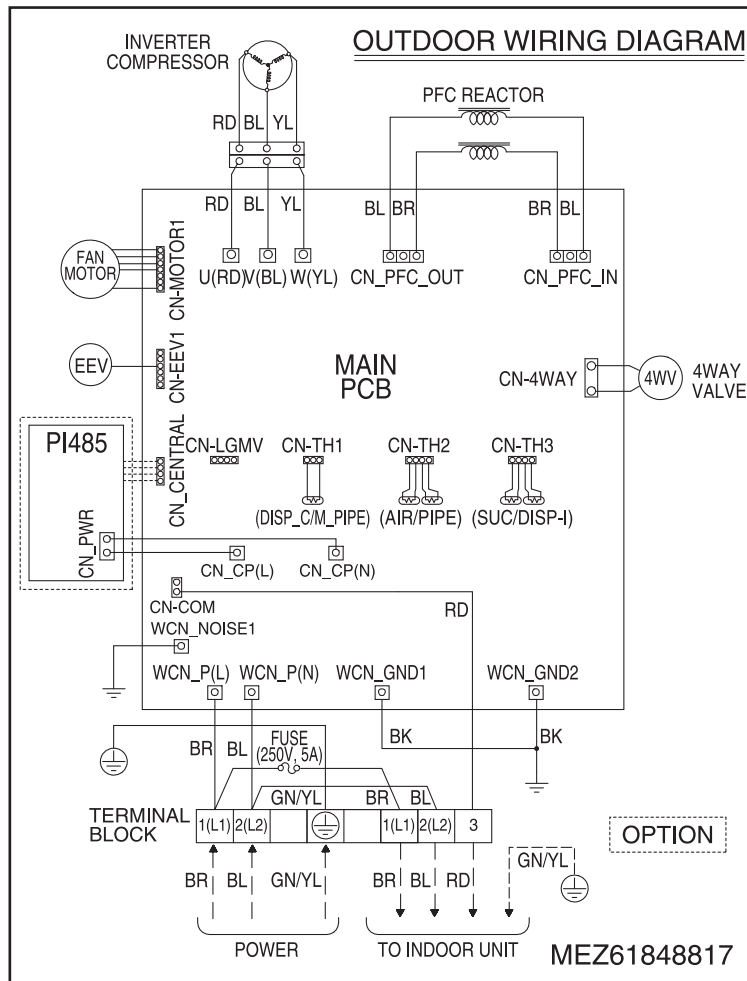 OUTDOOR WIRING DIAGRAM
INVERTER
COMPRESSOR
PFC REACTOR
RD BL YL
RD BL YL
BL BR
BR BL
FAN
MOTOR
CN-MOTOR1
U(RD) V(BL) W(YL)
CN_PFC_OUT
CN_PFC_IN
EEV
CN-EEV1
MAIN
PCB
CN-4WAY
4WV
4WAY
VALVE
PI485
CN_CENTRAL
CN-LGMV
CN-TH1
CN-TH2
CN-TH3
(DISP_C/M_PIPE)
(AIR/PIPE)
(SUC/DISP-I)
CN_PWR
CN_CP(L)
CN_CP(N)
CN-COM
RD
WCN_NOISE1
WCN_P(L)
WCN_P(N)
WCN_GND1
WCN_GND2
BR BL
FUSE
(250V, 5A)
BK
BK
GN/YL
BR BL
TERMINAL
BLOCK
1(L1) 2(L2) 1(L1) 2(L2) 3
OPTION
BR BL GN/YL
BR BL RD
GN/YL
POWER
TO INDOOR UNIT
MEZ61848817